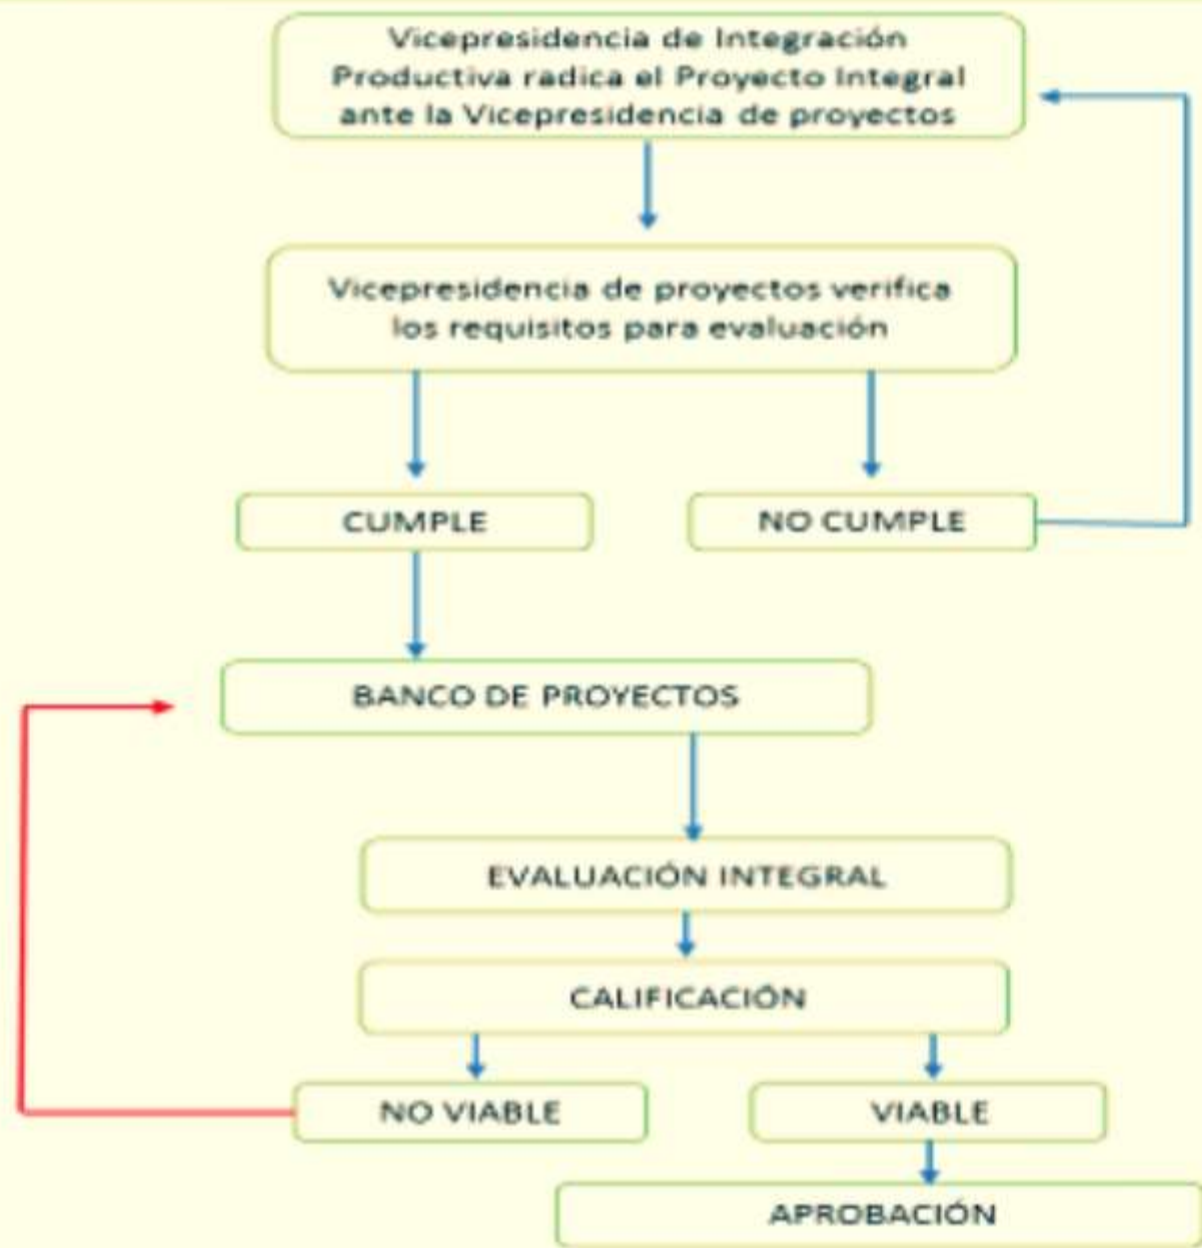 Vicepresidencia de Integración
Productiva radica el Proyecto Integral
ante la Vicepresidencia de proyectos
Vicepresidencia de proyectos verifica
los requisitos para evaluación
CUMPLE
NO CUMPLE
BANCO DE PROYECTOS
EVALUACIÓN INTEGRAL
CALIFICACIÓN
NO VIABLE
VIABLE
APROBACIÓN